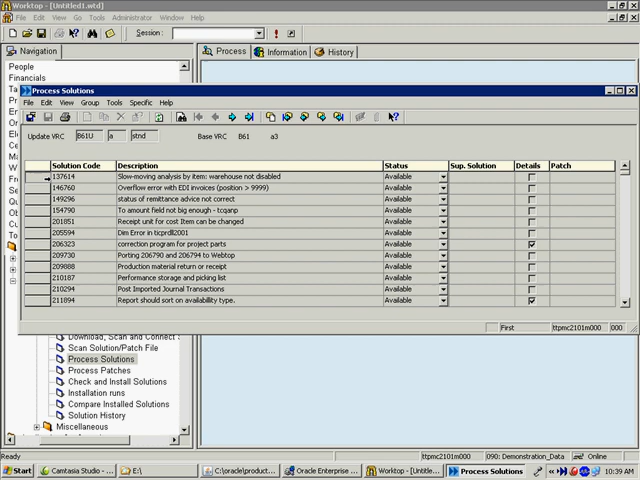 Worktop - [Untitled1.wtd]
File Edit View Go Tools Administrator Window Help
Session:
Navigation
Process Information History
People
Financials
Process Solutions
File Edit View Group Tools Specific Help
Update VRC B61U a stnd Base VRC B61 a3
Solution Code Description Status Sup. Solution Details Patch
137614 Slow-moving analysis by item: warehouse not disabled Available
146760 Overflow error with EDI invoices (position > 9999) Available
149296 status of remittance advice not correct Available
154790 To amount field not big enough - tcqanp Available
201851 Receipt unit for cost Item can be changed Available
205594 Dim Error in ticprdll2001 Available
206323 correction program for project parts Available
209730 Porting 206790 and 206794 to Webtop Available
209888 Production material return or receipt Available
210187 Performance storage and picking list Available
210294 Post Imported Journal Transactions Available
211894 Report should sort on availability type. Available
First ttpmc2101m000 000
Download, Scan and Connect
Scan Solution/Patch File
Process Solutions
Process Patches
Check and Install Solutions
Installation runs
Compare Installed Solutions
Solution History
Miscellaneous
Ready ttpmc2101m000 090: Demonstration_Data Online
Start Camtasia Studio - ... E:\ C:\oracle\product... Oracle Enterprise ... Worktop - [Untitle... Process Solutions 10:39 AM